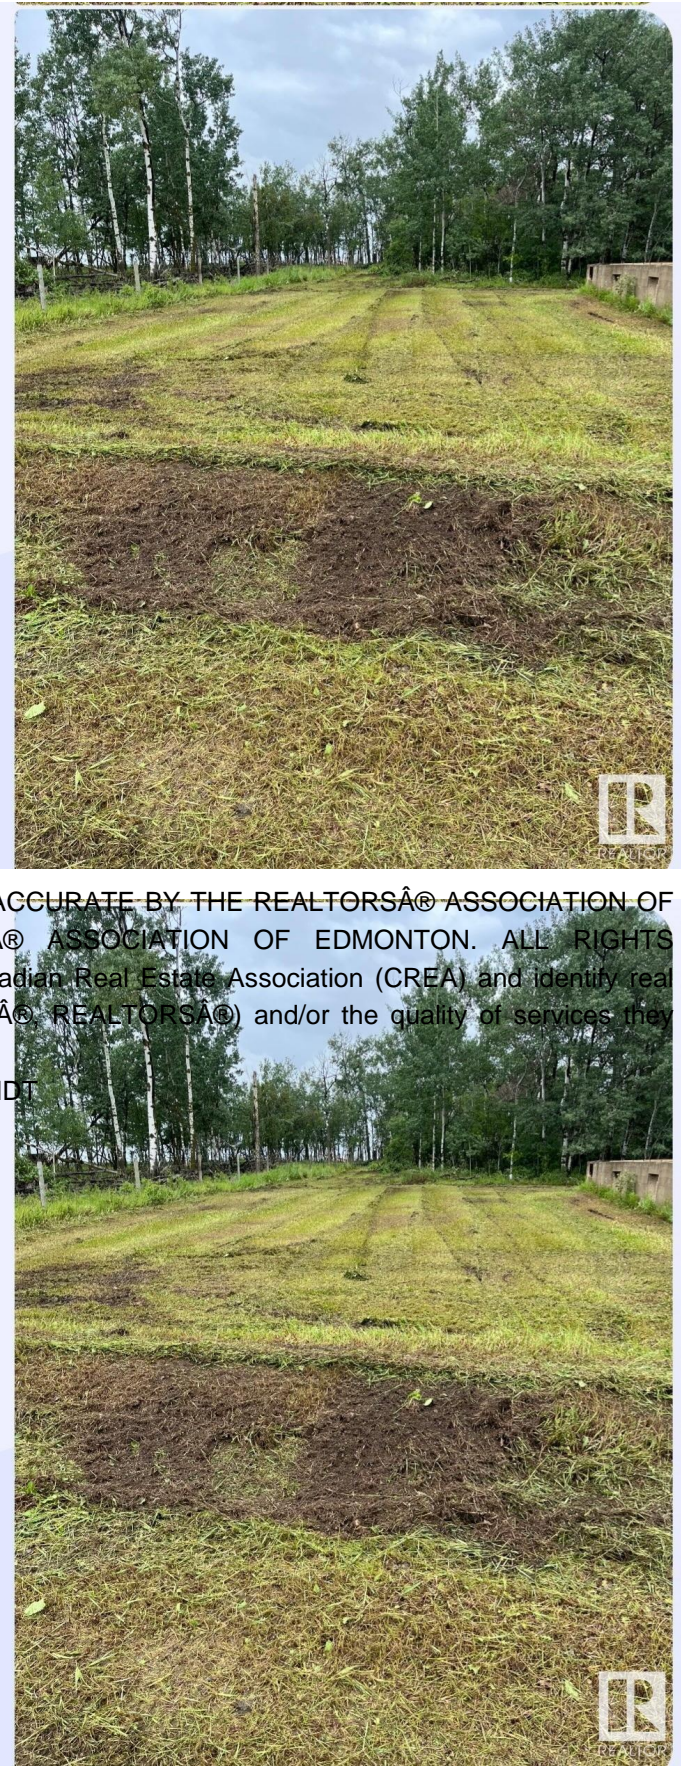 REALTOR
ACCURATE BY THE REALTORSÂ® ASSOCIATION OF
® ASSOCIATION OF EDMONTON. ALL RIGHTS
adian Real Estate Association (CREA) and identify real
Â®, REALTORSÂ®) and/or the quality of services they
IDT
REALTOR